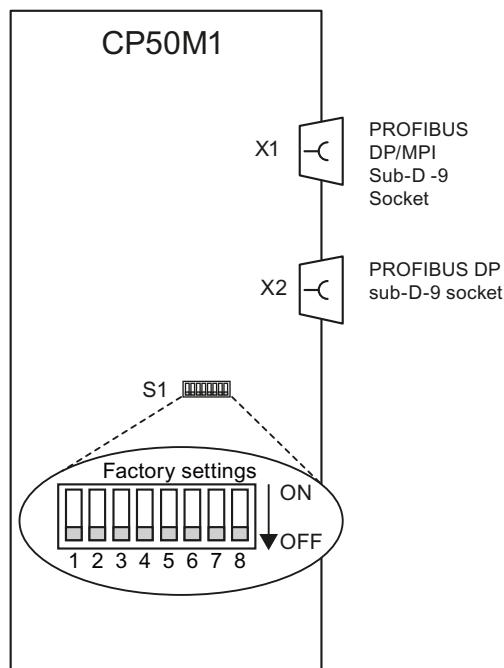 CP50M1
X1
PROFIBUS
DP/MPI
Sub-D -9
Socket
X2
PROFIBUS DP
sub-D-9 socket
S1
Factory settings
ON
OFF
1 2 3 4 5 6 7 8